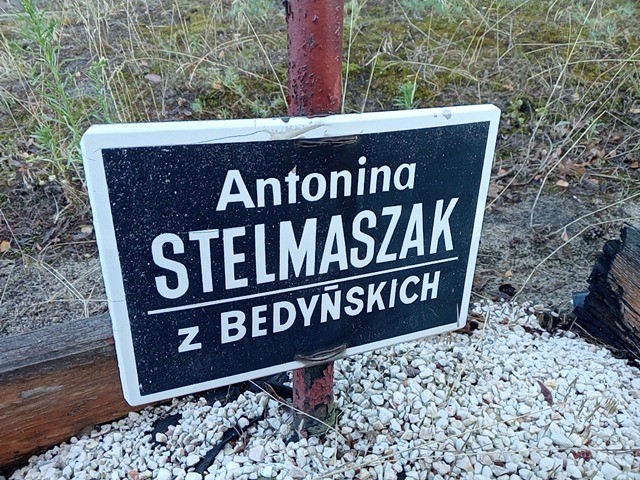 Antonina
STELMASZAK
z BEDYŃSKICH